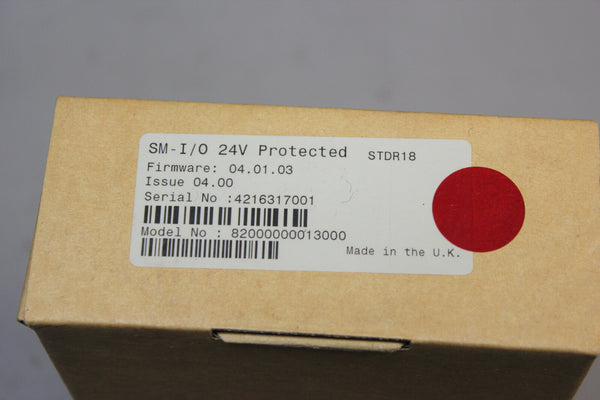 SM-I/O 24V Protected STDR18
Firmware: 04.01.03
Issue 04.00
Serial No :4216317001
Model No : 82000000013000
Made in the U.K.